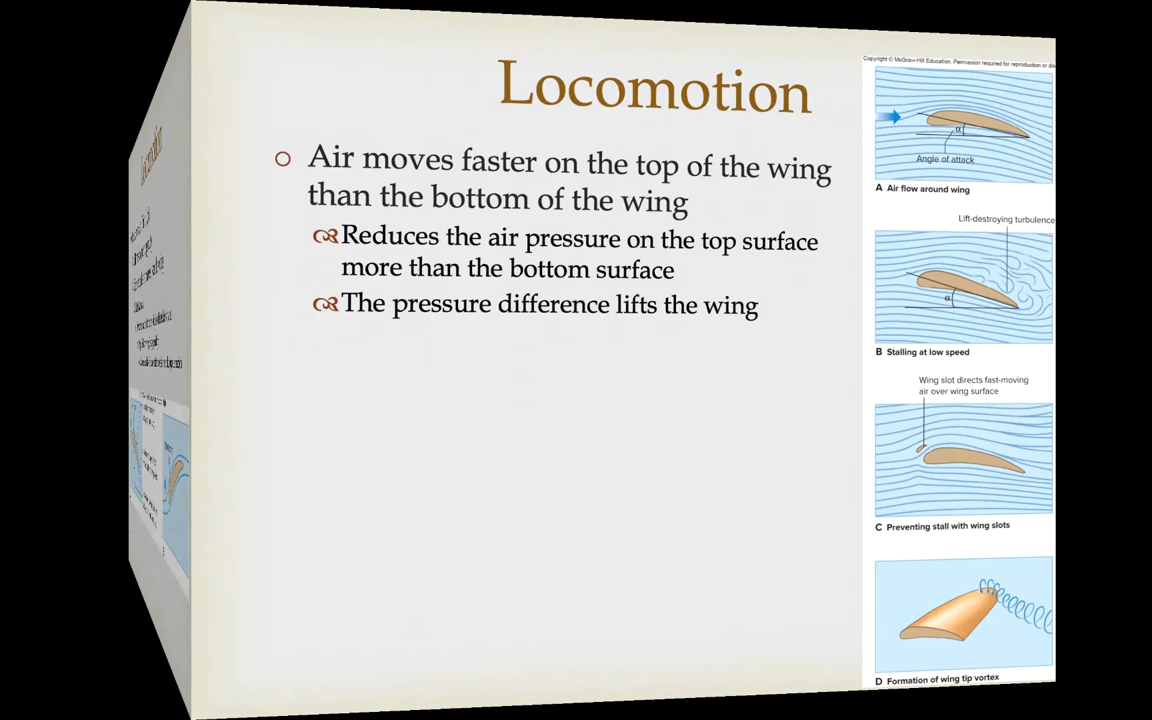 Locomotion
Air moves faster on the top of the wing
than the bottom of the wing
Reduces the air pressure on the top surface
more than the bottom surface
The pressure difference lifts the wing
Copyright © McGraw-Hill Education. Permission required for reproduction or
α
Angle of attack
A Air flow around wing
Lift-destroying turbulence
α
B Stalling at low speed
Wing slot directs fast-moving
air over wing surface
C Preventing stall with wing slots
D Formation of wing tip vortex
Locomotion